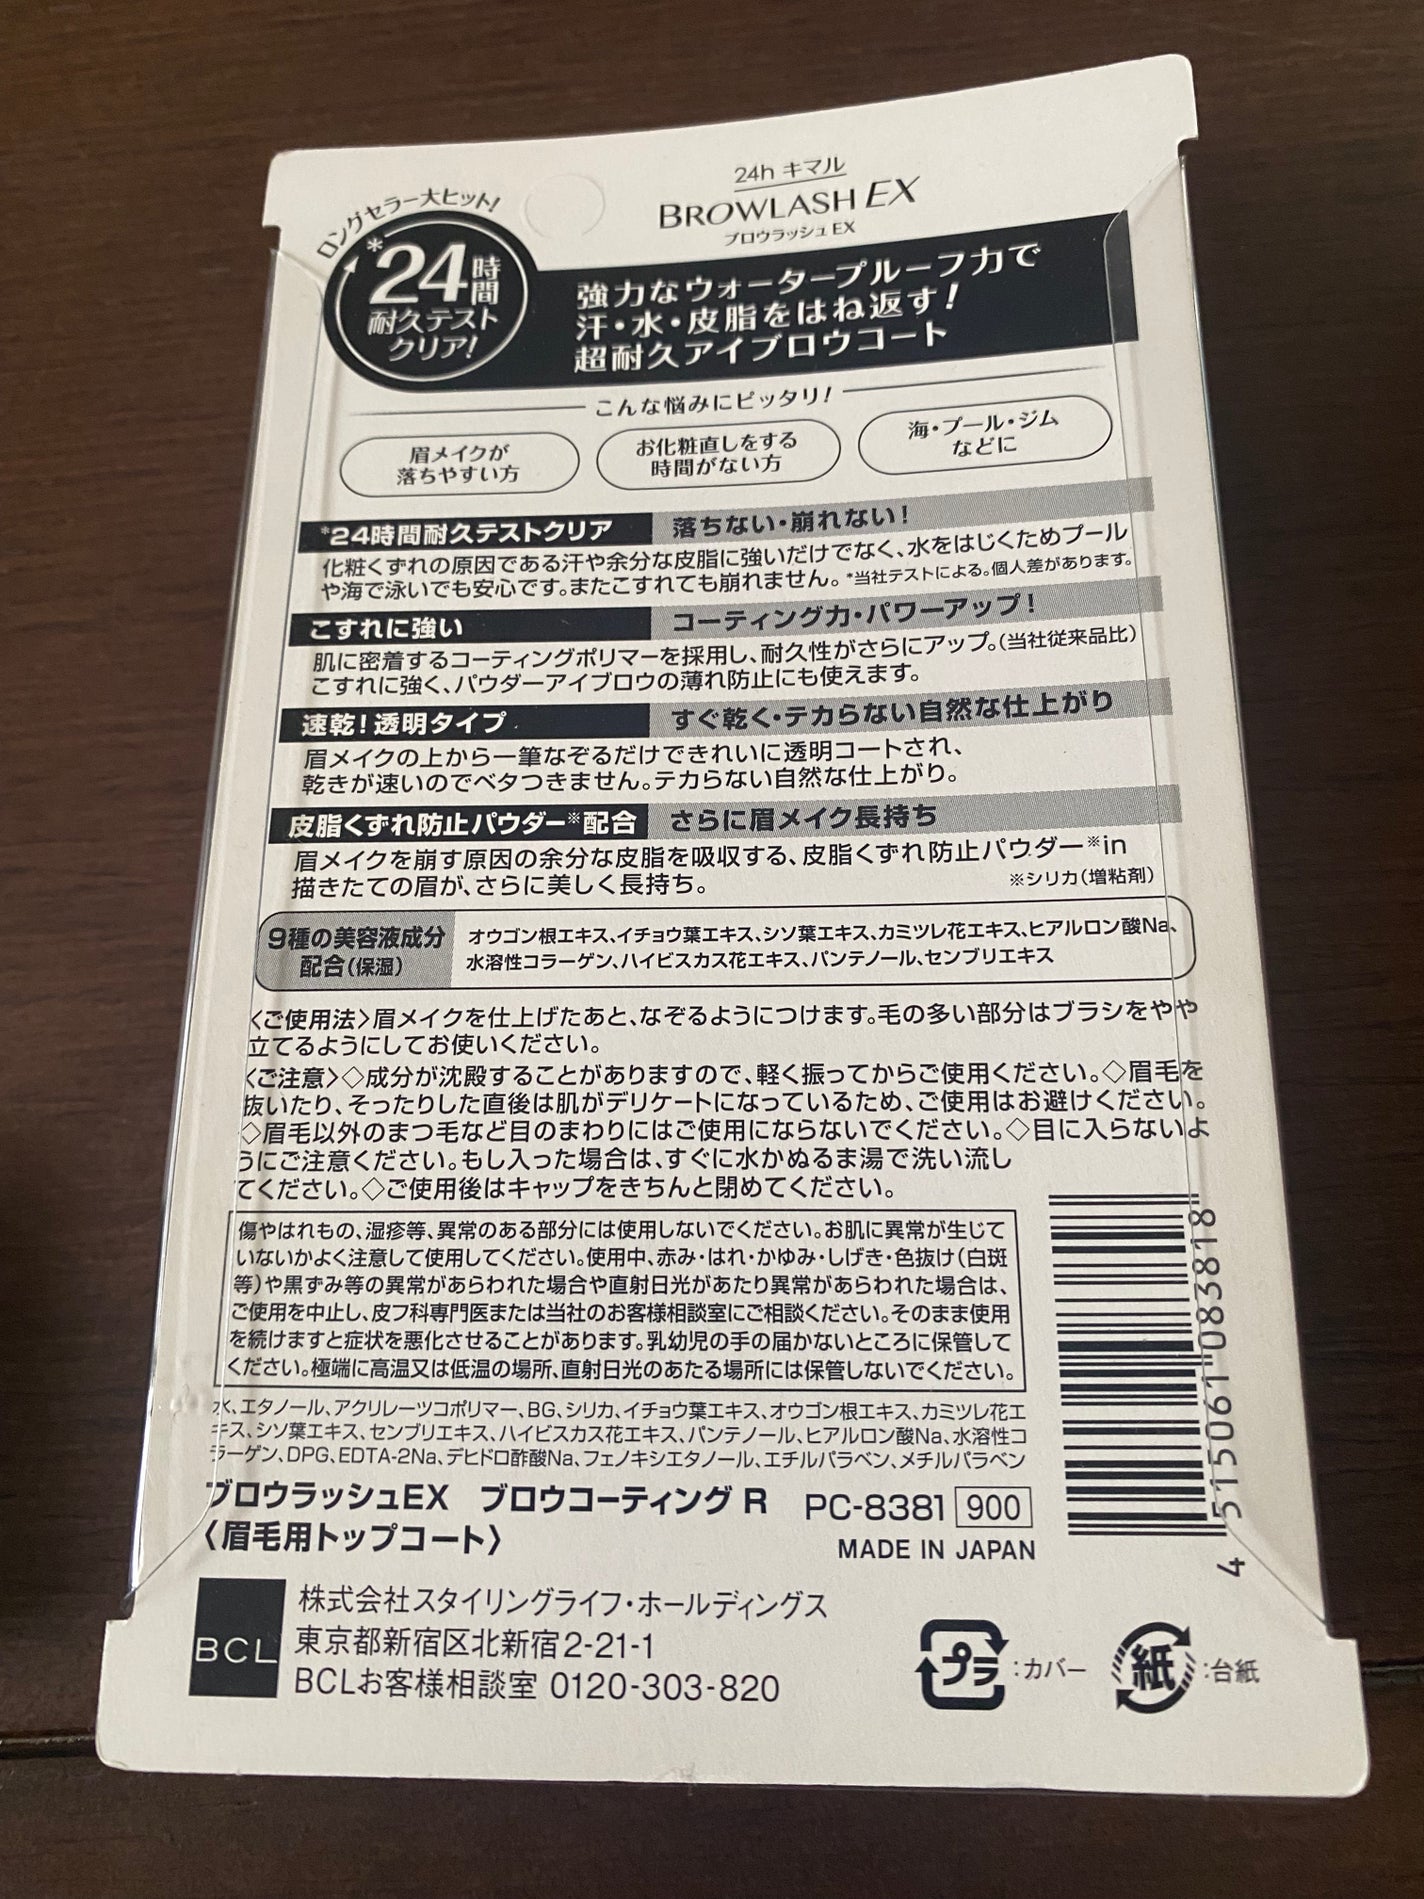 24h キマル
BROWLASH EX
ブロウラッシュ EX
ロングセラー大ヒット!
*24時間
耐久テスト
クリア!
強力なウォータープルーフ力で
汗・水・皮脂をはね返す!
超耐久アイブロウコート
こんな悩みにピッタリ!
眉メイクが
落ちやすい方
お化粧直しをする
時間がない方
海・プール・ジム
などに
*24時間耐久テストクリア 落ちない・崩れない!
化粧くずれの原因である汗や余分な皮脂に強いだけでなく、水をはじくためプール
や海で泳いでも安心です。またこすれても崩れません。*当社テストによる。個人差があります。
こすれに強い コーティング力・パワーアップ!
肌に密着するコーティングポリマーを採用し、耐久性がさらにアップ。(当社従来品比)
こすれに強く、パウダーアイブロウの薄れ防止にも使えます。
速乾!透明タイプ すぐ乾く・テカらない自然な仕上がり
眉メイクの上から一筆なぞるだけできれいに透明コートされ、
乾きが速いのでベタつきません。テカらない自然な仕上がり。
皮脂くずれ防止パウダー※配合 さらに眉メイク長持ち
眉メイクを崩す原因の余分な皮脂を吸収する、皮脂くずれ防止パウダー※in
描きたての眉が、さらに美しく長持ち。 ※シリカ(増粘剤)
9種の美容液成分
配合(保湿)
オウゴン根エキス、イチョウ葉エキス、シソ葉エキス、カミツレ花エキス、ヒアルロン酸Na、
水溶性コラーゲン、ハイビスカス花エキス、パンテノール、センブリエキス
〈ご使用法〉眉メイクを仕上げたあと、なぞるようにつけます。毛の多い部分はブラシをやや
立てるようにしてお使いください。
〈ご注意〉◇成分が沈殿することがありますので、軽く振ってからご使用ください。◇眉毛を
抜いたり、そったりした直後は肌がデリケートになっているため、ご使用はお避けください。
◇眉毛以外のまつ毛など目のまわりにはご使用にならないでください。◇目に入らないよ
うにご注意ください。もし入った場合は、すぐに水かぬるま湯で洗い流し
てください。◇ご使用後はキャップをきちんと閉めてください。
傷やはれもの、湿疹等、異常のある部分には使用しないでください。お肌に異常が生じて
いないかよく注意して使用してください。使用中、赤み・はれ・かゆみ・しげき・色抜け(白斑
等)や黒ずみ等の異常があらわれた場合や直射日光があたり異常があらわれた場合は、
ご使用を中止し、皮フ科専門医または当社のお客様相談室にご相談ください。そのまま使用
を続けますと症状を悪化させることがあります。乳幼児の手の届かないところに保管して
ください。極端に高温又は低温の場所、直射日光のあたる場所には保管しないでください。
水、エタノール、アクリレーツコポリマー、BG、シリカ、イチョウ葉エキス、オウゴン根エキス、カミツレ花エ
キス、シソ葉エキス、センブリエキス、ハイビスカス花エキス、パンテノール、ヒアルロン酸Na、水溶性コ
ラーゲン、DPG、EDTA-2Na、デヒドロ酢酸Na、フェノキシエタノール、エチルパラベン、メチルパラベン
ブロウラッシュEX ブロウコーティング R PC-8381 900
〈眉毛用トップコート〉 MADE IN JAPAN
4 515061 083818
BCL
株式会社スタイリングライフ・ホールディングス
東京都新宿区北新宿2-21-1
BCLお客様相談室 0120-303-820
プラ :カバー
紙 :台紙